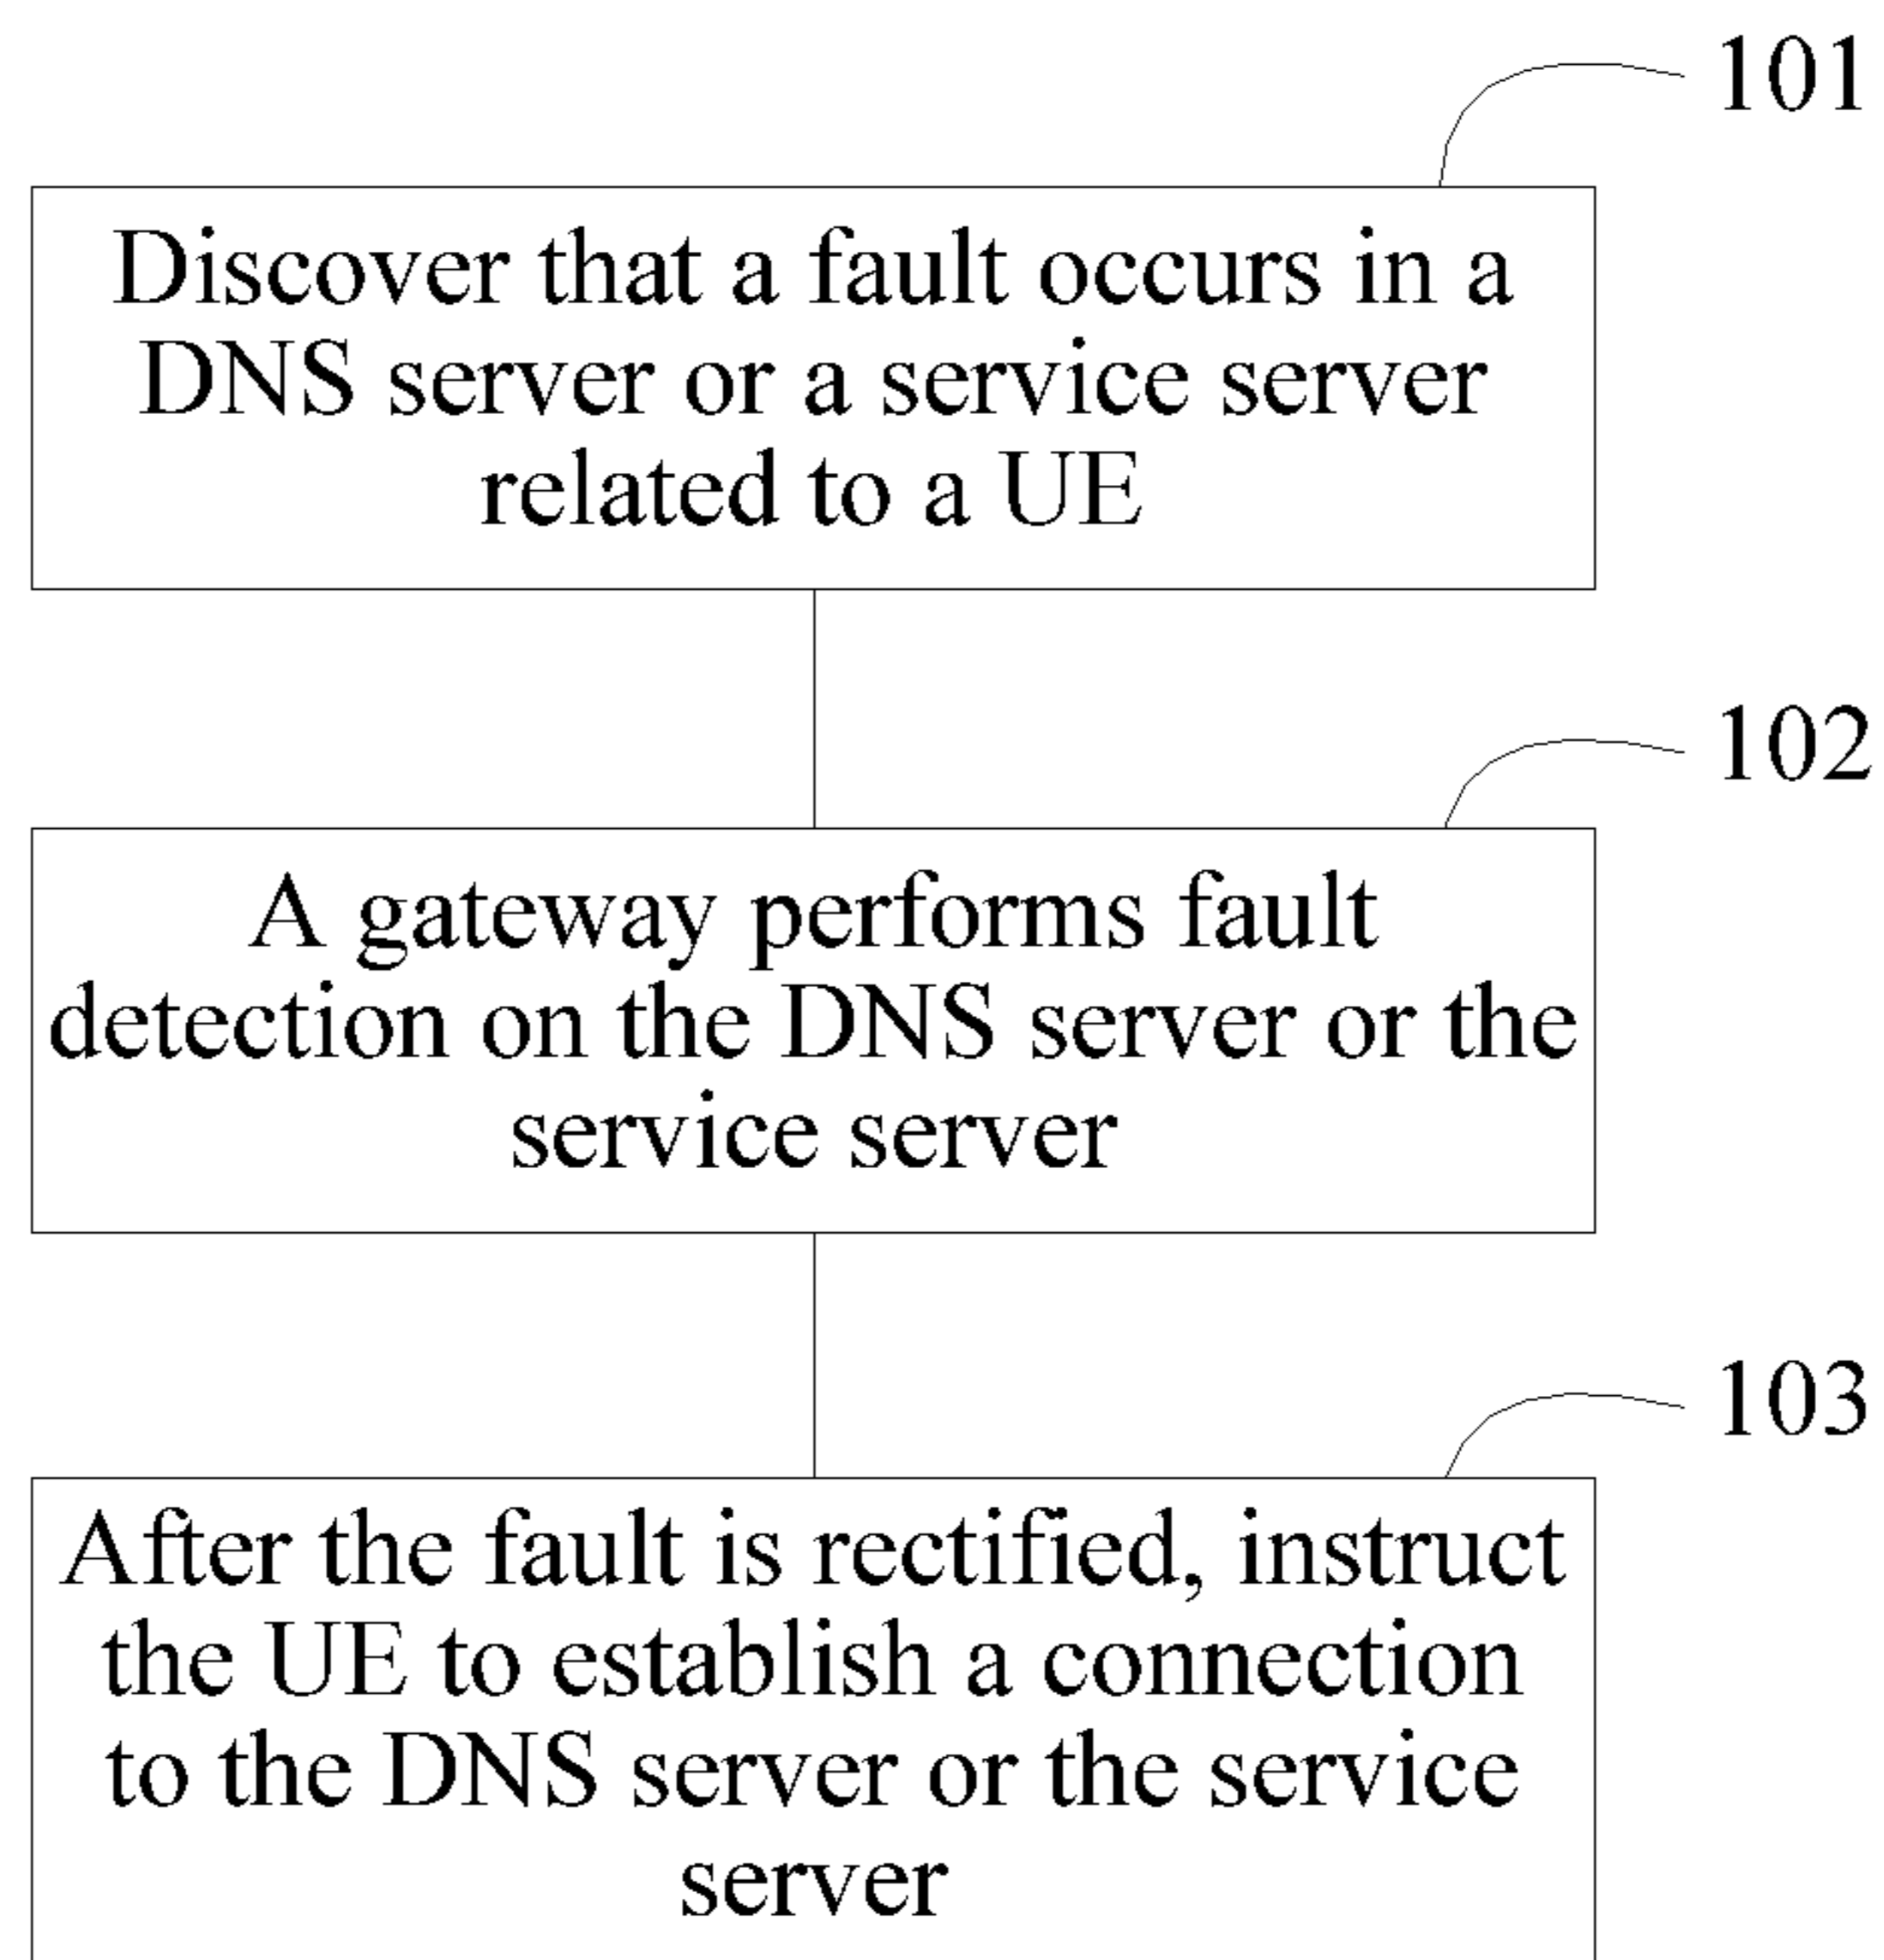 101
Discover that a fault occurs in a
DNS server or a service server
related to a UE
102
A gateway performs fault
detection on the DNS server or the
service server
103
After the fault is rectified, instruct
the UE to establish a connection
to the DNS server or the service
server